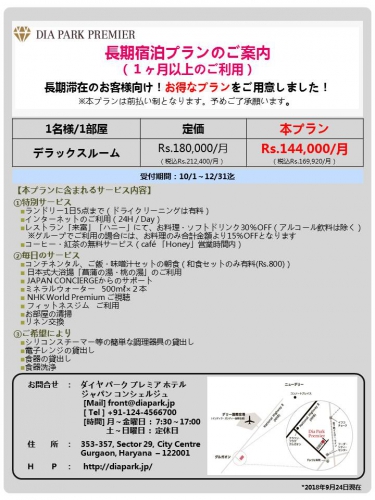 DIA PARK PREMIER
長期宿泊プランのご案内
(1ヶ月以上のご利用)
長期滞在のお客様向け!お得なプランをご用意しました!
※本プランは前払い制となります。予めご了承願います。
1名様/1部屋 定価 本プラン
デラックスルーム Rs.180,000/月 Rs.144,000/月
(税込Rs.212,400/月) (税込Rs.169,920/月)
受付期間:10/1~12/31迄
【本プランに含まれるサービス内容】
①特別サービス
ランドリー1日5点まで(ドライクリーニングは有料)
インターネットのご利用(24H/Day)
レストラン「来富」「ハニー」にて、お料理・ソフトドリンク30%OFF(アルコール飲料は除く)
※グループでご利用の場合には、お料理のみ合計金額より15%OFFとなります
コーヒー・紅茶の無料サービス(café「Honey」営業時間内)
②毎日のサービス
コンチネンタル、ご飯・味噌汁セットの朝食(和食セットのみ有料(Rs.800))
日本式大浴場「菖蒲の湯・桃の湯」のご利用
JAPAN CONCIERGEからのサポート
ミネラルウォーター 500ml×2本
NHK World Premium ご視聴
フィットネスジム ご利用
お部屋の清掃
リネン交換
③ご希望により
シリコンスチーマー等の簡単な調理器具の貸出し
電子レンジの貸出し
食器の貸出し
食器洗浄
お問合せ : ダイヤ パーク プレミア ホテル
ジャパン コンシェルジュ
[Mail] front@diapark.jp
[Tel] +91-124-4566700
[時間] 月~金曜日:7:30~17:00
土~日曜日:定休日
住所 : 353-357, Sector 29, City Centre
Gurgaon, Haryana -122001
HP : http://diapark.jp/
ニューデリー
デリー国際空港
グルガオン
DIA PARK
PREMIER
*2018年9月24日現在